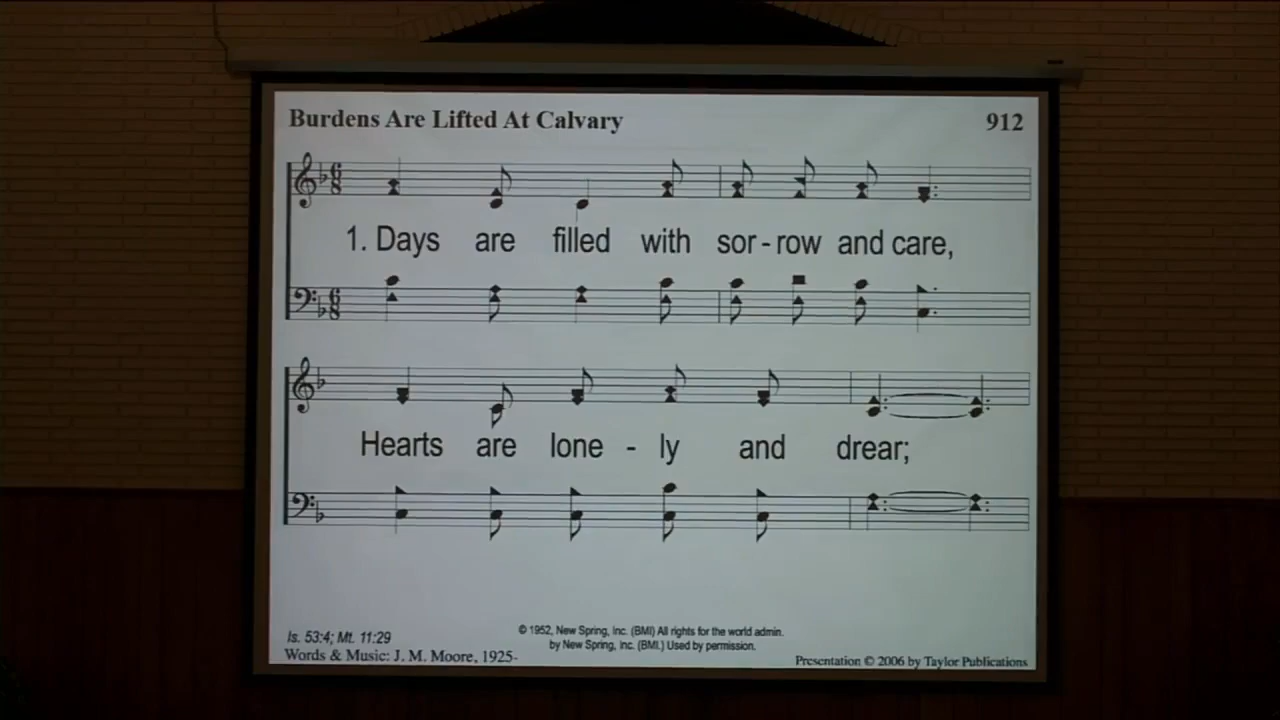 Burdens Are Lifted At Calvary 912
1. Days are filled with sor - row and care,
Hearts are lone - ly and drear;
Is. 53:4; Mt. 11:29
Words & Music: J. M. Moore, 1925-
© 1952, New Spring, Inc. (BMI) All rights for the world admin.
by New Spring, Inc. (BMI.) Used by permission.
Presentation © 2006 by Taylor Publications